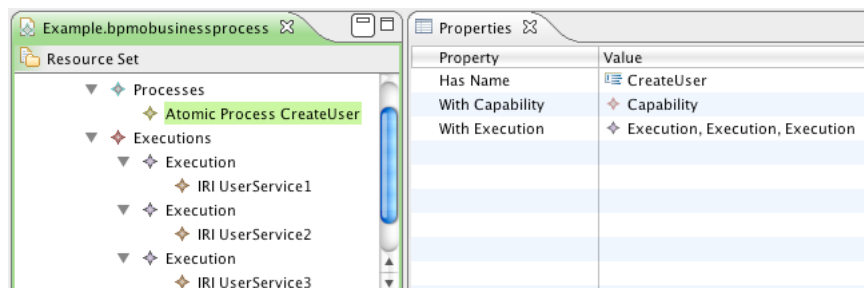 Example.bpmobusinessprocess
Resource Set
Processes
Atomic Process CreateUser
Executions
Execution
IRI UserService1
Execution
IRI UserService2
Execution
IRI UserService3
Properties
Property Value
Has Name CreateUser
With Capability Capability
With Execution Execution, Execution, Execution